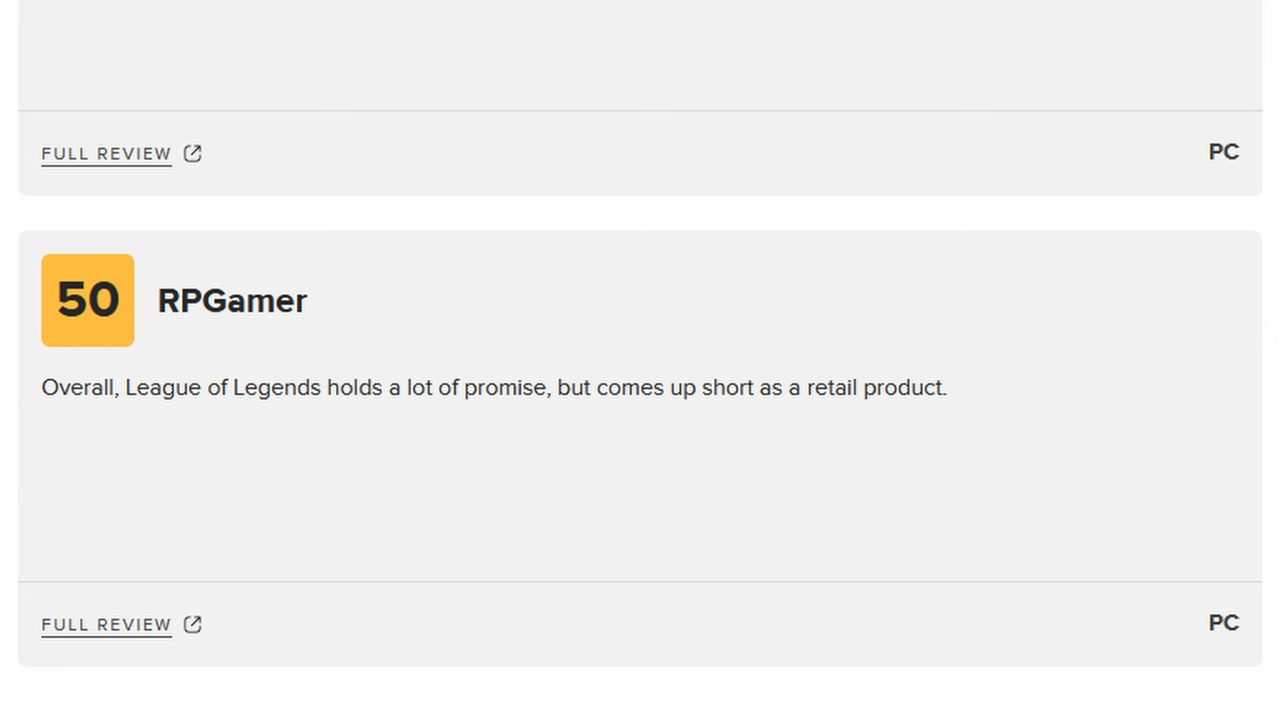 FULL REVIEW
PC
50
RPGamer
Overall, League of Legends holds a lot of promise, but comes up short as a retail product.
FULL REVIEW
PC